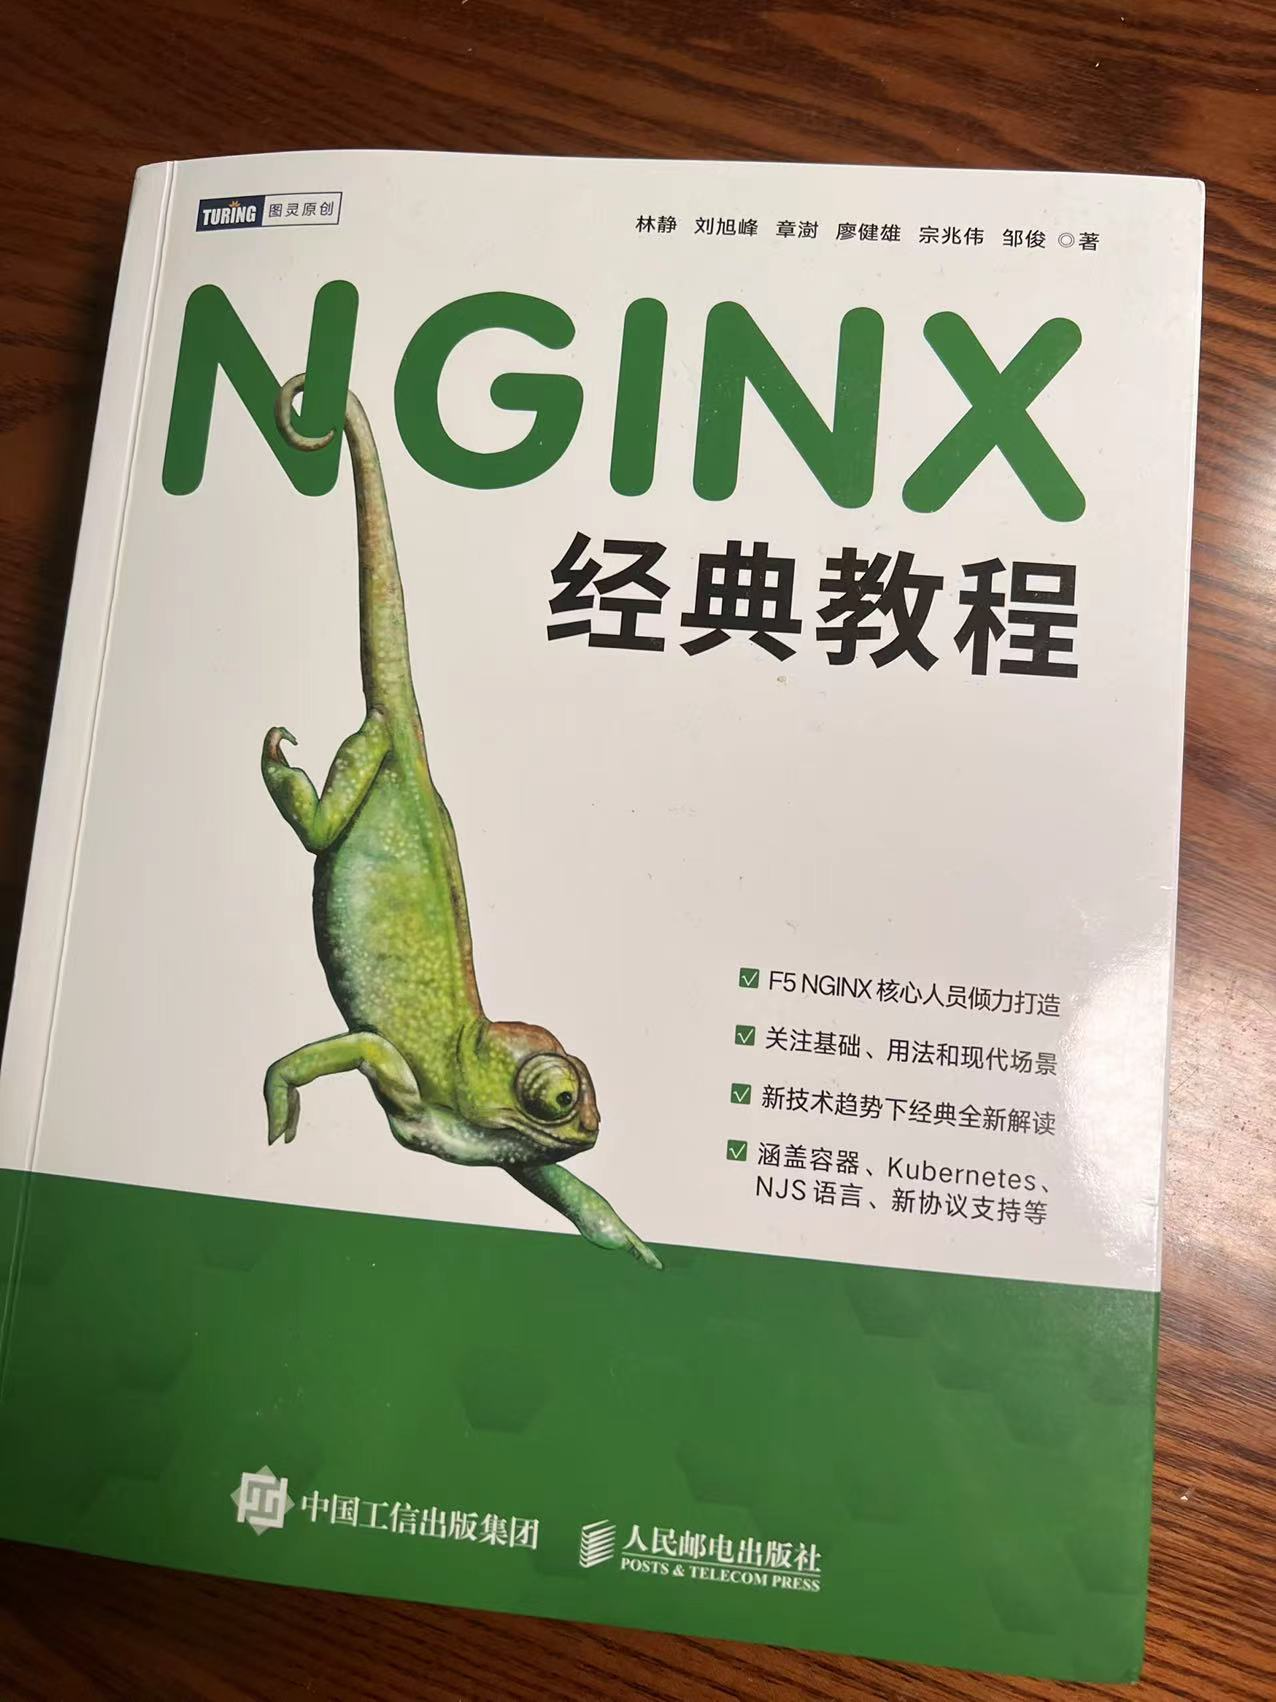 TURING 图灵原创
林静 刘旭峰 章澍 廖健雄 宗兆伟 邹俊 ◎著
NGINX
经典教程
F5 NGINX 核心人员倾力打造
关注基础、用法和现代场景
新技术趋势下经典全新解读
涵盖容器、Kubernetes、
NJS 语言、新协议支持等
中国工信出版集团
人民邮电出版社
POSTS & TELECOM PRESS